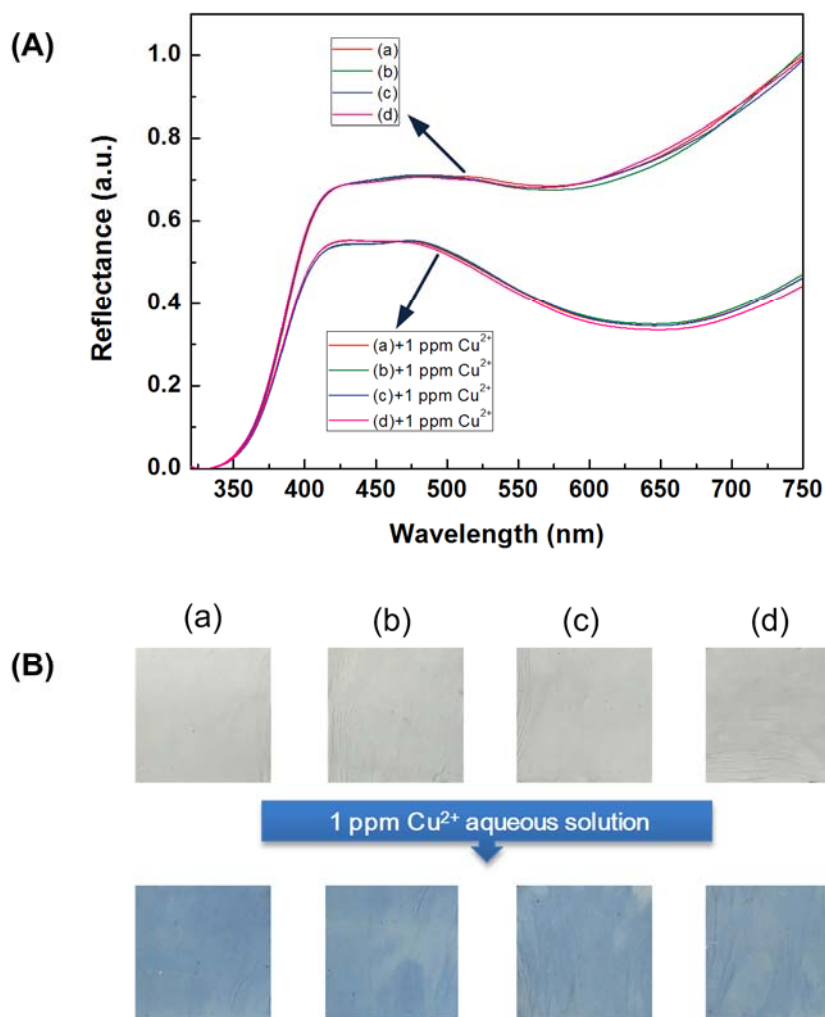 (A)
(a)
(b)
(c)
(d)
1.0
0.8
0.6
0.4
0.2
0.0
Reflectance (a.u.)
(a)+1 ppm Cu²⁺
(b)+1 ppm Cu²⁺
(c)+1 ppm Cu²⁺
(d)+1 ppm Cu²⁺
350 400 450 500 550 600 650 700 750
Wavelength (nm)
(a) (b) (c) (d)
(B)
1 ppm Cu²⁺ aqueous solution